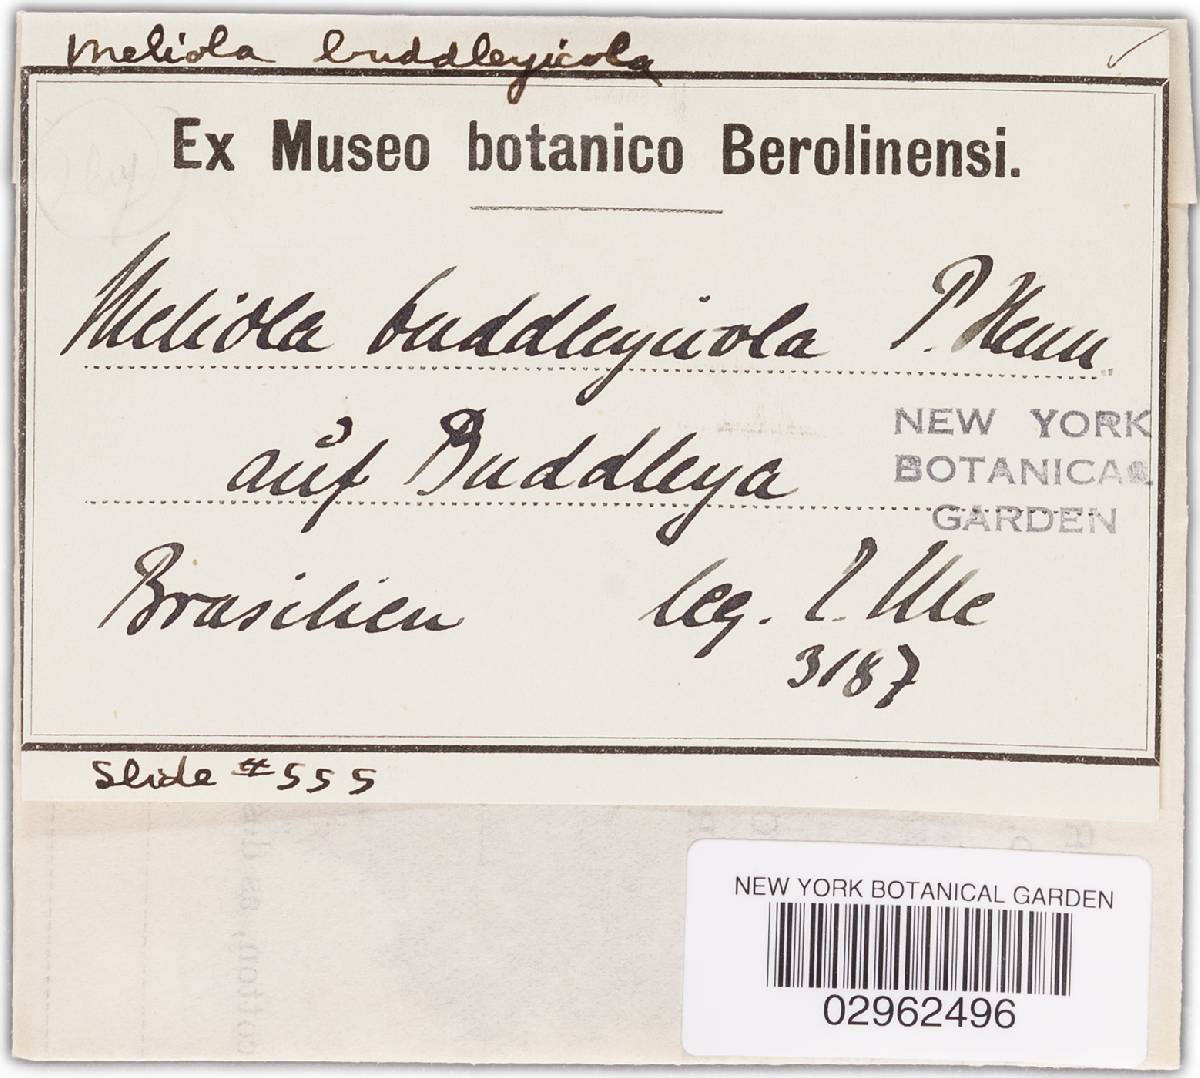 Meliola buddleyicola
Ex Museo botanico Berolinensi.
Meliola buddleyicola P. Henn.
auf Buddleya
NEW YORK
BOTANICAL
GARDEN
Brasilien leg. E. Ule
3187
Slide #555
NEW YORK BOTANICAL GARDEN
02962496